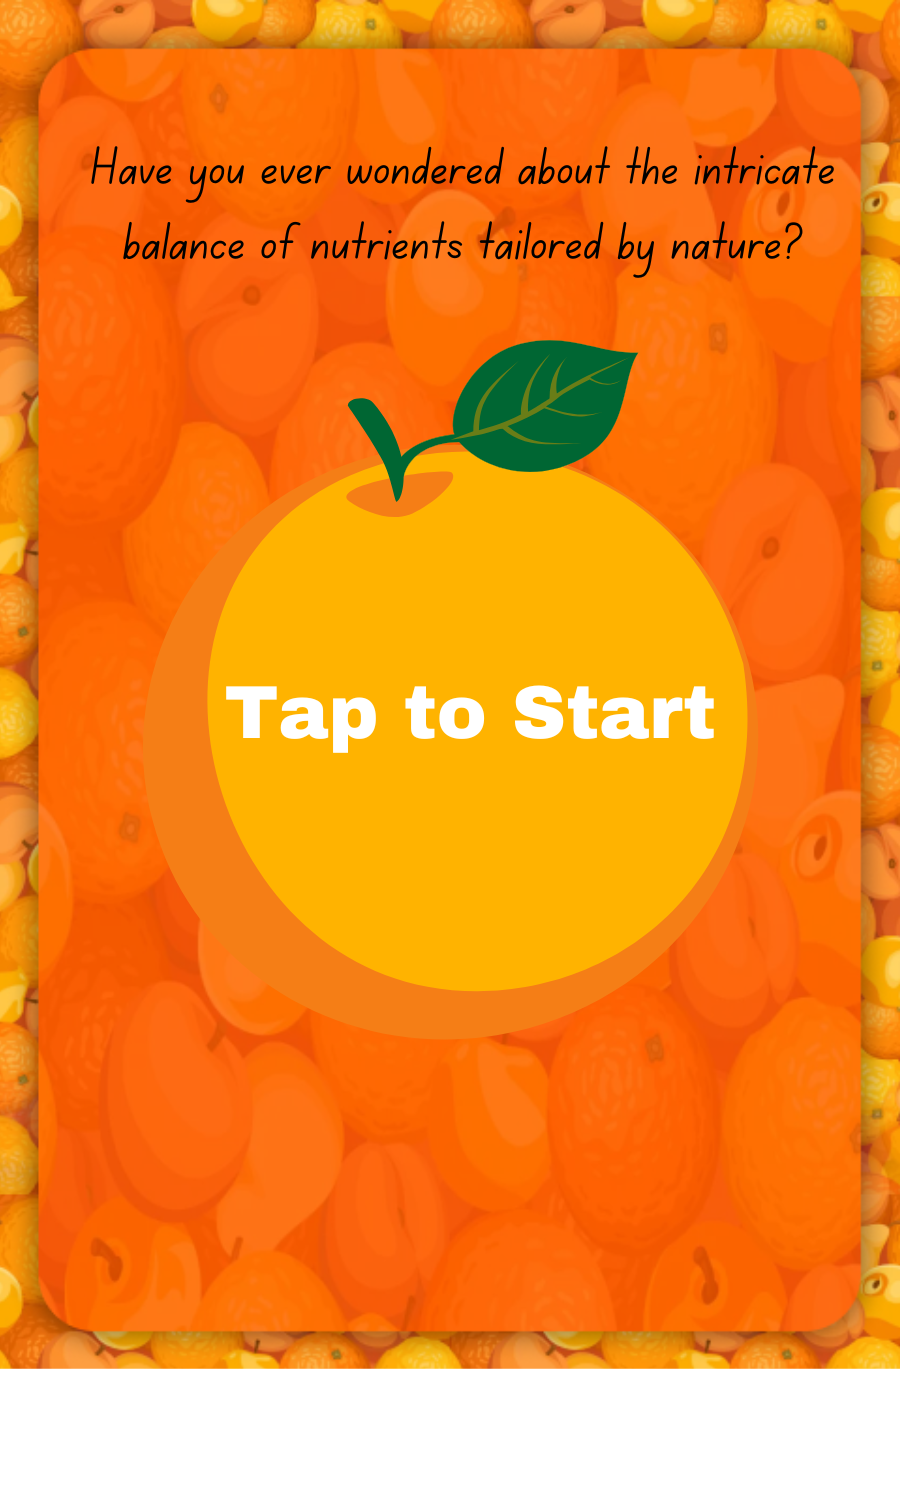 Have you ever wondered about the intricate
balance of nutrients tailored by nature?
Tap to Start